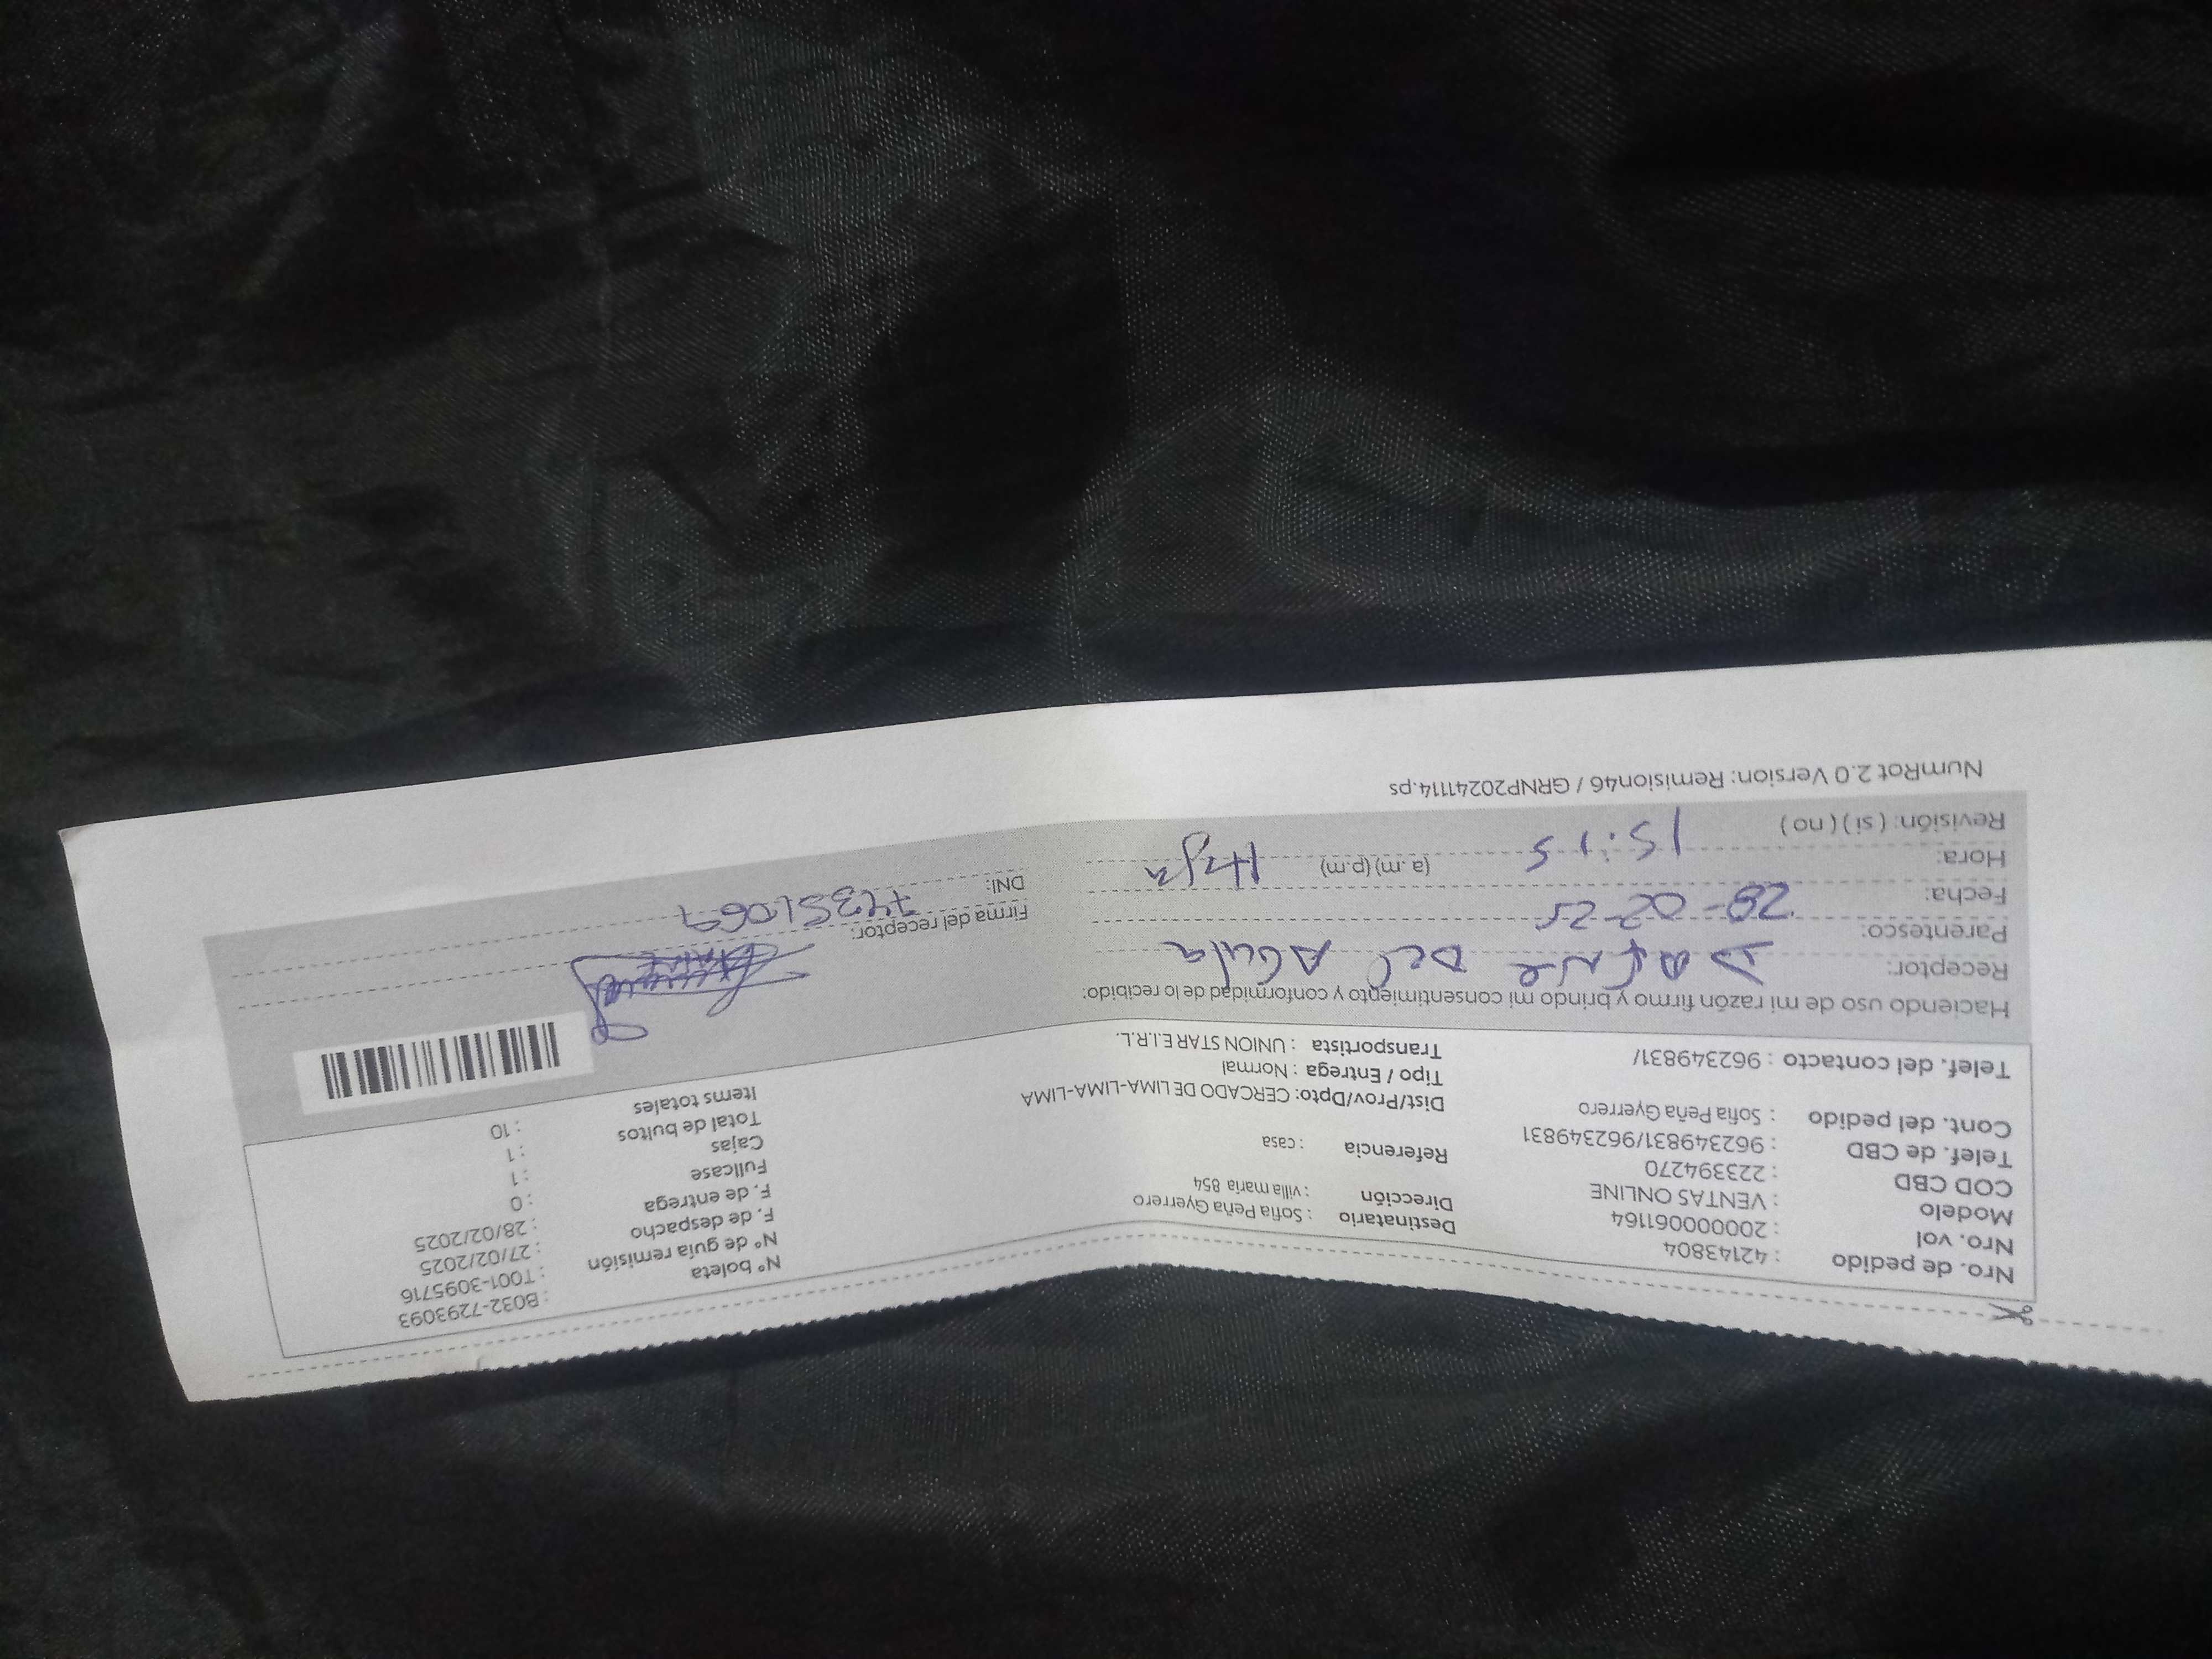 Nro. de pedido : 42143804
Nro. vol : 20000061164
Modelo : VENTAS ONLINE
COD CBD : 223394270
Telef. de CBD : 962349831/962349831
Cont. del pedido : Sofia Peña Gyerrero
Telef. del contacto : 962349831/
Destinatario : Sofia Peña Gyerrero
Dirección : villa maria 854
Referencia : casa
Dist/Prov/Dpto: CERCADO DE LIMA-LIMA-LIMA
Tipo / Entrega : Normal
Transportista : UNION STAR E.I.R.L.
N° boleta : B032-7293093
N° de guía remisión : T001-3095716
F. de despacho : 27/02/2025
F. de entrega : 28/02/2025
Fullcase : 0
Cajas : 1
Total de bultos : 1
Items totales : 10
Haciendo uso de mi razón firmo y brindo mi consentimiento y conformidad de lo recibido:
Receptor: DAFNE Del AGuila
Parentesco:
Fecha: 28-02-25
Hora: 15:15 (a.m) (p.m)
Revisión: ( si ) ( no )
Firma del receptor:
DNI:
NumRot 2.0 Version: Remision46 / GRNP20241114.ps